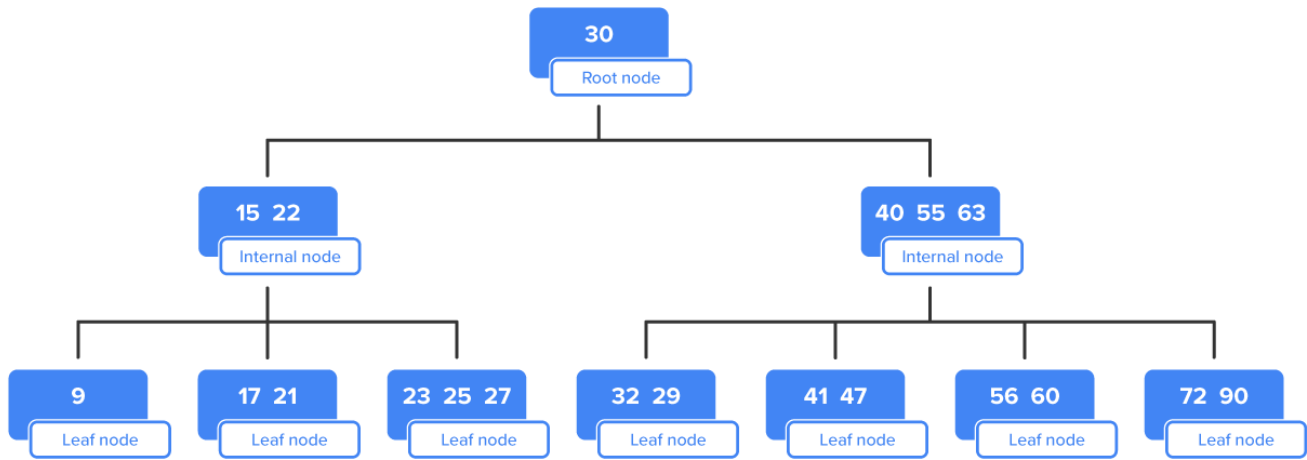 30
Root node
15 22
Internal node
40 55 63
Internal node
9
Leaf node
17 21
Leaf node
23 25 27
Leaf node
32 29
Leaf node
41 47
Leaf node
56 60
Leaf node
72 90
Leaf node